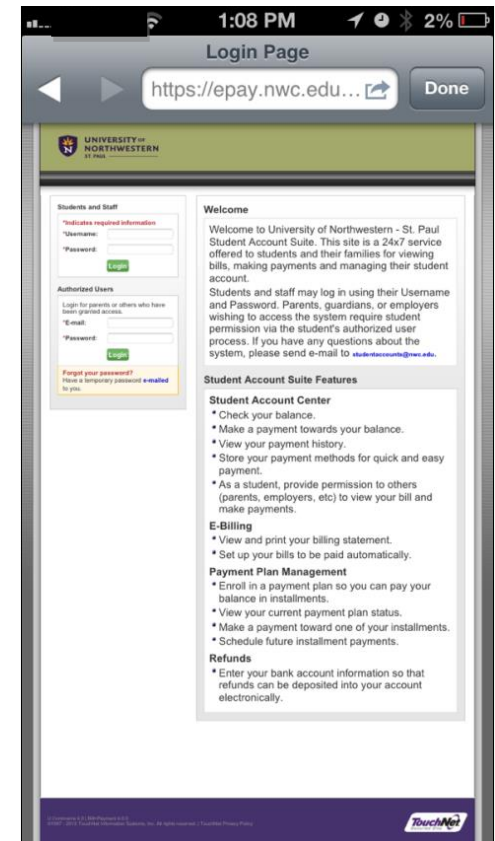 1:08 PM
2%
Login Page
https://epay.nwc.edu...
Done
UNIVERSITY OF
NORTHWESTERN
ST. PAUL
Students and Staff
*Indicates required information
*Username:
*Password:
Login
Authorized Users
Login for parents or others who have
been granted access.
*E-mail:
*Password:
Login
Forgot your password?
Have a temporary password e-mailed
to you.
Welcome
Welcome to University of Northwestern - St. Paul
Student Account Suite. This site is a 24x7 service
offered to students and their families for viewing
bills, making payments and managing their student
account.
Students and staff may log in using their Username
and Password. Parents, guardians, or employers
wishing to access the system require student
permission via the student's authorized user
process. If you have any questions about the
system, please send e-mail to studentaccounts@nwc.edu.
Student Account Suite Features
Student Account Center
* Check your balance.
* Make a payment towards your balance.
* View your payment history.
* Store your payment methods for quick and easy
payment.
* As a student, provide permission to others
(parents, employers, etc) to view your bill and
make payments.
E-Billing
* View and print your billing statement.
* Set up your bills to be paid automatically.
Payment Plan Management
* Enroll in a payment plan so you can pay your
balance in installments.
* View your current payment plan status.
* Make a payment toward one of your installments.
* Schedule future installment payments.
Refunds
* Enter your bank account information so that
refunds can be deposited into your account
electronically.
TouchNet Information Systems, Inc. All rights reserved. | TouchNet Privacy Policy
TouchNet